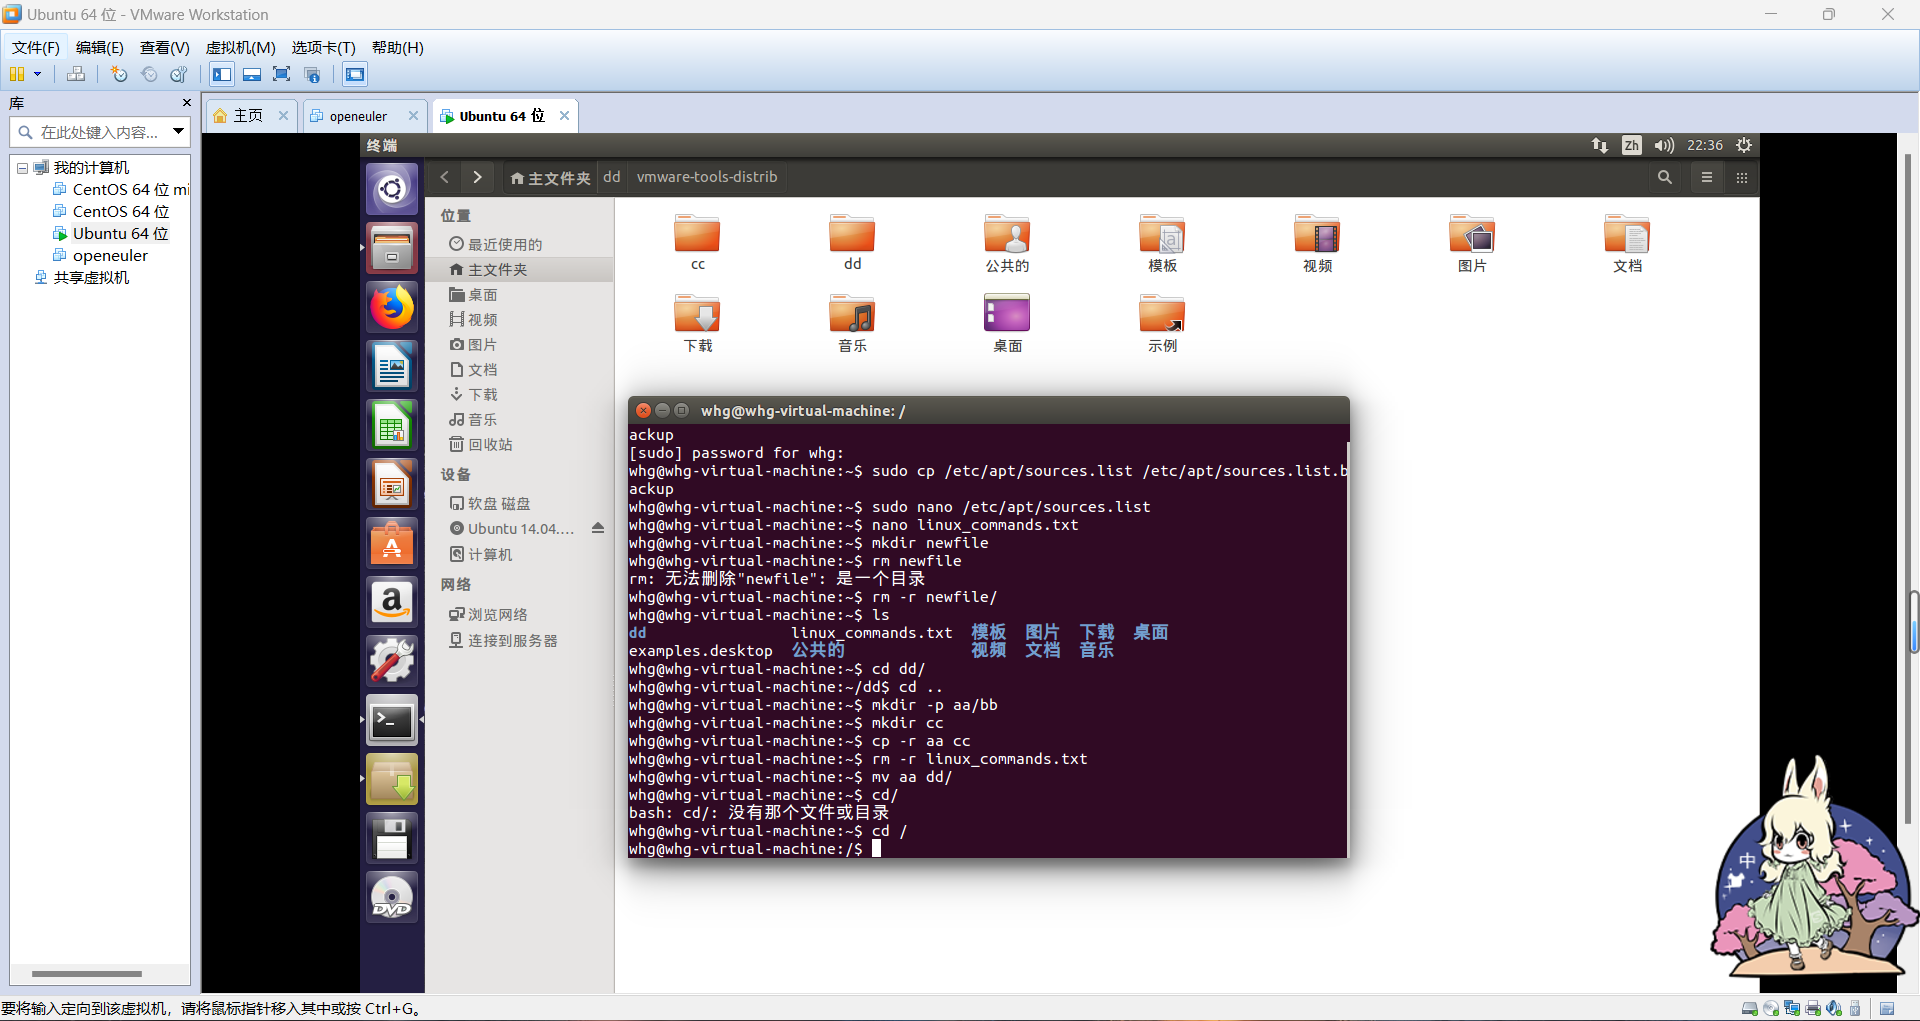 Ubuntu 64 位 - VMware Workstation
文件(F) 编辑(E) 查看(V) 虚拟机(M) 选项卡(T) 帮助(H)
库
在此处键入内容...
我的计算机
CentOS 64 位 mi
CentOS 64 位
Ubuntu 64 位
openeuler
共享虚拟机
主页 openeuler Ubuntu 64 位
终端 Zh 22:36
主文件夹 dd vmware-tools-distrib
位置
最近使用的
主文件夹
桌面
视频
图片
文档
下载
音乐
回收站
设备
软盘 磁盘
Ubuntu 14.04....
计算机
网络
浏览网络
连接到服务器
cc dd 公共的 模板 视频 图片 文档
下载 音乐 桌面 示例
whg@whg-virtual-machine: /
ackup
[sudo] password for whg:
whg@whg-virtual-machine:~$ sudo cp /etc/apt/sources.list /etc/apt/sources.list.b
ackup
whg@whg-virtual-machine:~$ sudo nano /etc/apt/sources.list
whg@whg-virtual-machine:~$ nano linux_commands.txt
whg@whg-virtual-machine:~$ mkdir newfile
whg@whg-virtual-machine:~$ rm newfile
rm: 无法删除"newfile": 是一个目录
whg@whg-virtual-machine:~$ rm -r newfile/
whg@whg-virtual-machine:~$ ls
dd linux_commands.txt 模板 图片 下载 桌面
examples.desktop 公共的 视频 文档 音乐
whg@whg-virtual-machine:~$ cd dd/
whg@whg-virtual-machine:~/dd$ cd ..
whg@whg-virtual-machine:~$ mkdir -p aa/bb
whg@whg-virtual-machine:~$ mkdir cc
whg@whg-virtual-machine:~$ cp -r aa cc
whg@whg-virtual-machine:~$ rm -r linux_commands.txt
whg@whg-virtual-machine:~$ mv aa dd/
whg@whg-virtual-machine:~$ cd/
bash: cd/: 没有那个文件或目录
whg@whg-virtual-machine:~$ cd /
whg@whg-virtual-machine:/$
a
DVD
中
要将输入定向到该虚拟机，请将鼠标指针移入其中或按 Ctrl+G。